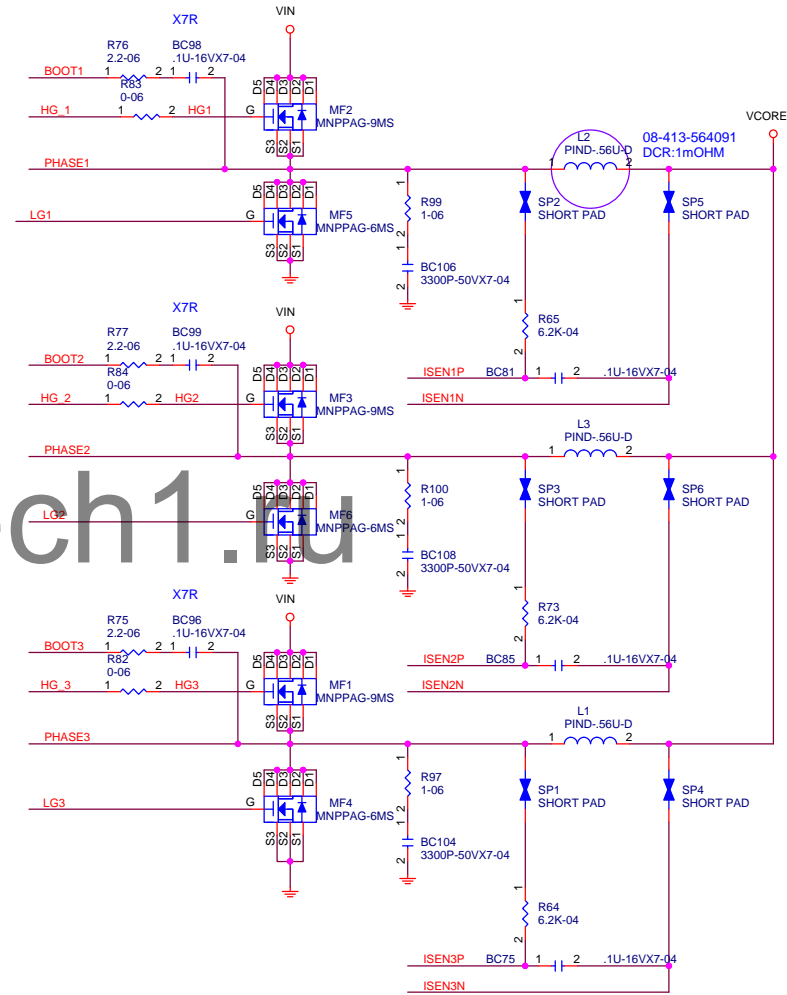 X7R
VIN
R76
2.2-06
BC98
.1U-16VX7-04
BOOT1
1
2
1
2
R83
0-06
HG_1
1
2
HG1
G
D5
D4
D3
D2
D1
S3
S2
S1
MF2
MNPPAG-9MS
VCORE
L2
PIND-.56U-D
08-413-564091
DCR:1mOHM
PHASE1
1
2
D5
D4
D3
D2
D1
LG1
G
MF5
MNPPAG-6MS
S3
S2
S1
1
R99
1-06
2
1
BC106
3300P-50VX7-04
2
SP2
SHORT PAD
SP5
SHORT PAD
1
R65
6.2K-04
2
ISEN1P
BC81
1
2
.1U-16VX7-04
ISEN1N
X7R
VIN
R77
2.2-06
BC99
.1U-16VX7-04
BOOT2
1
2
1
2
R84
0-06
HG_2
1
2
HG2
G
D5
D4
D3
D2
D1
S3
S2
S1
MF3
MNPPAG-9MS
L3
PIND-.56U-D
PHASE2
1
2
D5
D4
D3
D2
D1
LG2
G
MF6
MNPPAG-6MS
S3
S2
S1
ech1.ru
1
R100
1-06
2
1
BC108
3300P-50VX7-04
2
SP3
SHORT PAD
SP6
SHORT PAD
1
R73
6.2K-04
2
ISEN2P
BC85
1
2
.1U-16VX7-04
ISEN2N
X7R
VIN
R75
2.2-06
BC96
.1U-16VX7-04
BOOT3
1
2
1
2
R82
0-06
HG_3
1
2
HG3
G
D5
D4
D3
D2
D1
S3
S2
S1
MF1
MNPPAG-9MS
L1
PIND-.56U-D
PHASE3
1
2
D5
D4
D3
D2
D1
LG3
G
MF4
MNPPAG-6MS
S3
S2
S1
1
R97
1-06
2
1
BC104
3300P-50VX7-04
2
SP1
SHORT PAD
SP4
SHORT PAD
1
R64
6.2K-04
2
ISEN3P
BC75
1
2
.1U-16VX7-04
ISEN3N